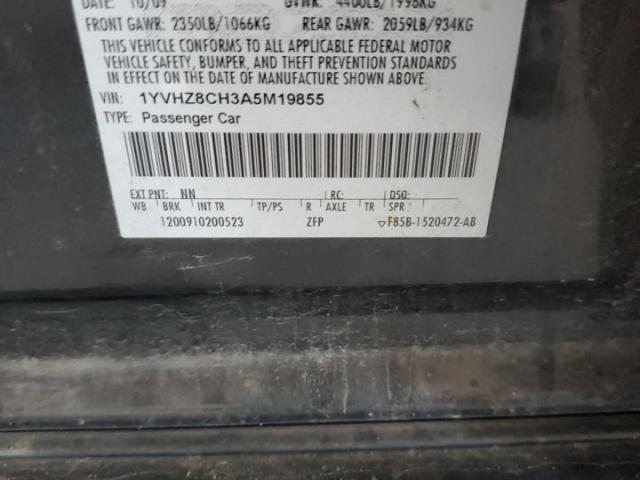 DATE: 10/09 GVWR: 4400LB/1996KG
FRONT GAWR: 2350LB/1066KG REAR GAWR: 2059LB/934KG
THIS VEHICLE CONFORMS TO ALL APPLICABLE FEDERAL MOTOR
VEHICLE SAFETY, BUMPER, AND THEFT PREVENTION STANDARDS
IN EFFECT ON THE DATE OF MANUFACTURE SHOWN ABOVE.
VIN: 1YVHZ8CH3A5M19855
TYPE: Passenger Car
EXT PNT: NN RC: DSO:
WB BRK INT TR TP/PS R AXLE TR SPR
1200910200523 ZFP F85B-1520472-AB